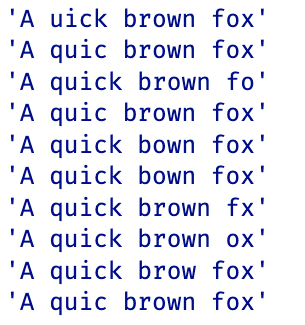 'A uick brown fox'
'A quic brown fox'
'A quick brown fo'
'A quic brown fox'
'A quick bown fox'
'A quick bown fox'
'A quick brown fx'
'A quick brown ox'
'A quick brow fox'
'A quic brown fox'